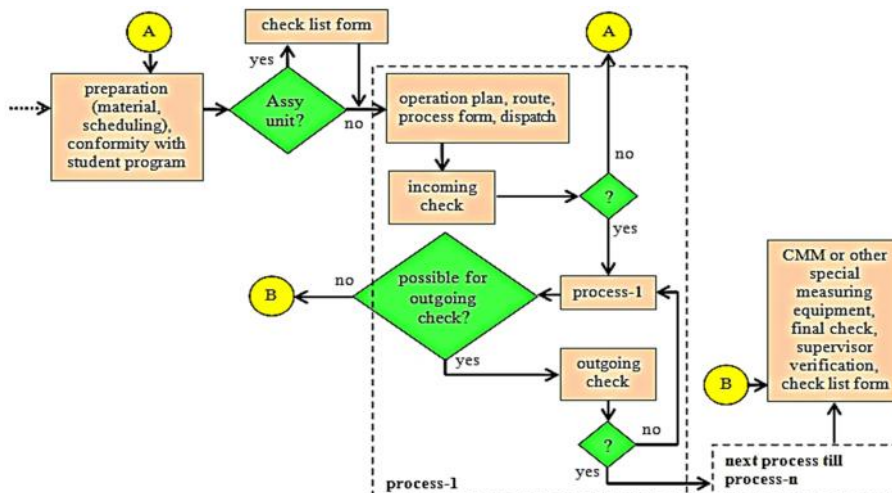 A
preparation
(material,
scheduling),
conformity with
student program
check list form
yes
Assy
unit?
no
operation plan, route,
process form, dispatch
incoming
check
A
no
?
yes
process-1
possible for
outgoing
check?
no
B
yes
outgoing
check
?
no
yes
process-1
next process till
process-n
B
CMM or other
special
measuring
equipment,
final check,
supervisor
verification,
check list form